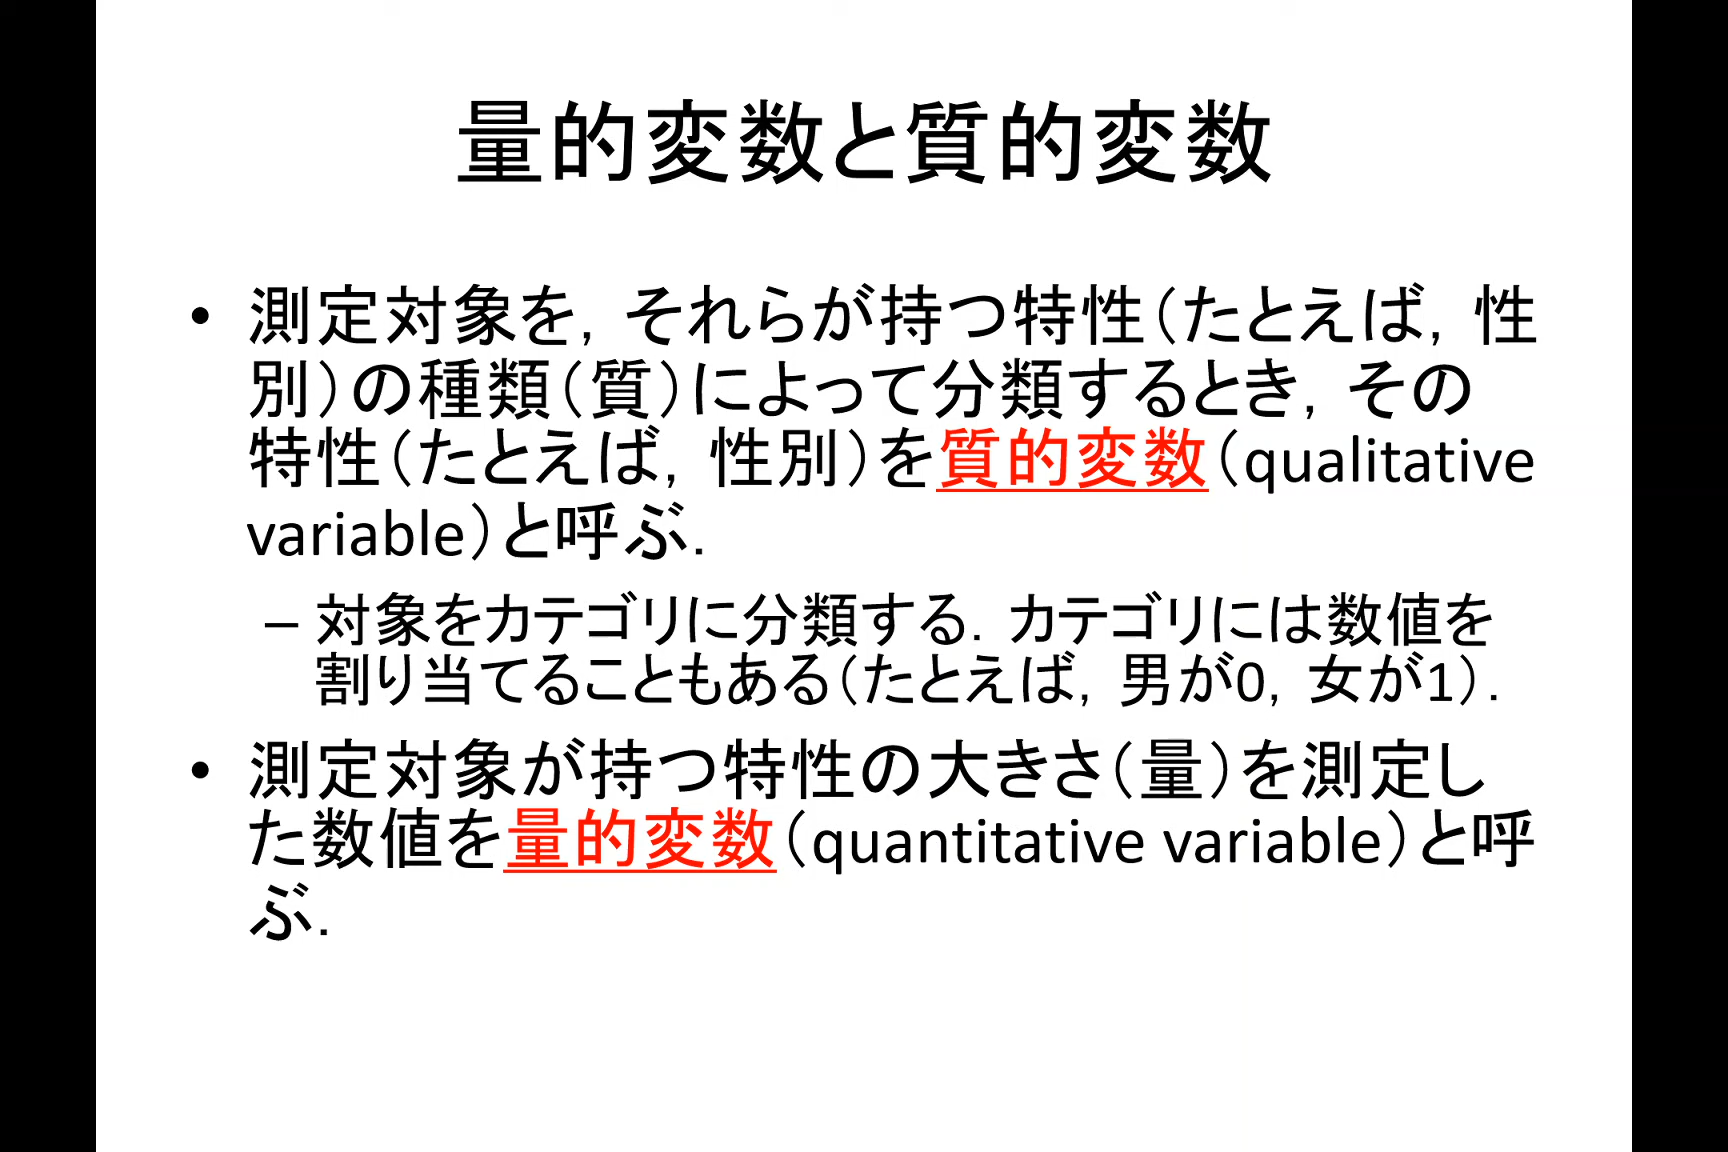 量的変数と質的変数
• 測定対象を，それらが持つ特性（たとえば，性
別）の種類（質）によって分類するとき，その
特性（たとえば，性別）を質的変数（qualitative
variable）と呼ぶ．
– 対象をカテゴリに分類する．カテゴリには数値を
割り当てることもある（たとえば，男が0，女が1）．
• 測定対象が持つ特性の大きさ（量）を測定し
た数値を量的変数（quantitative variable）と呼
ぶ．